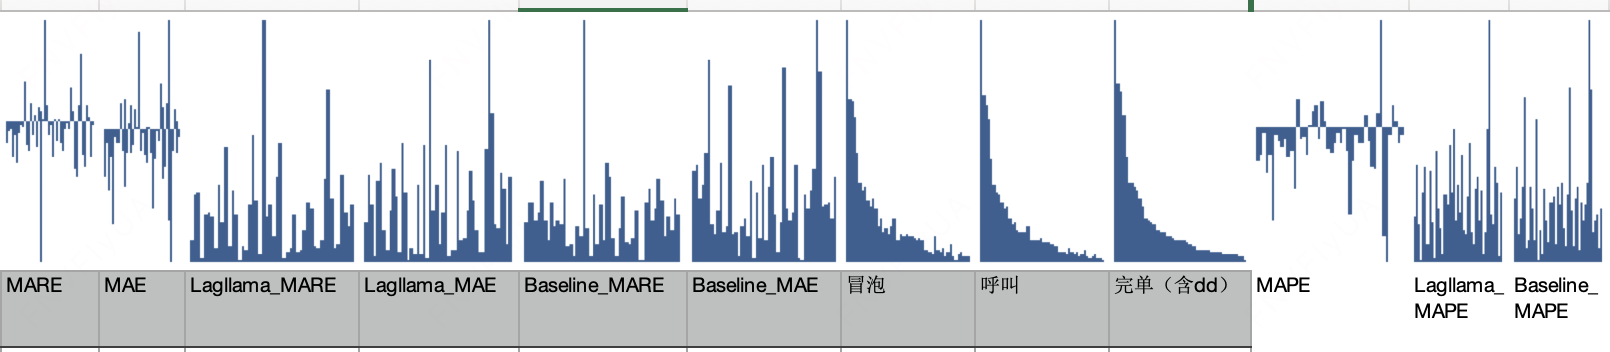 MARE MAE Lagllama_MARE Lagllama_MAE Baseline_MARE Baseline_MAE 冒泡 呼叫 完单（含dd） MAPE Lagllama_ Baseline_
MAPE MAPE